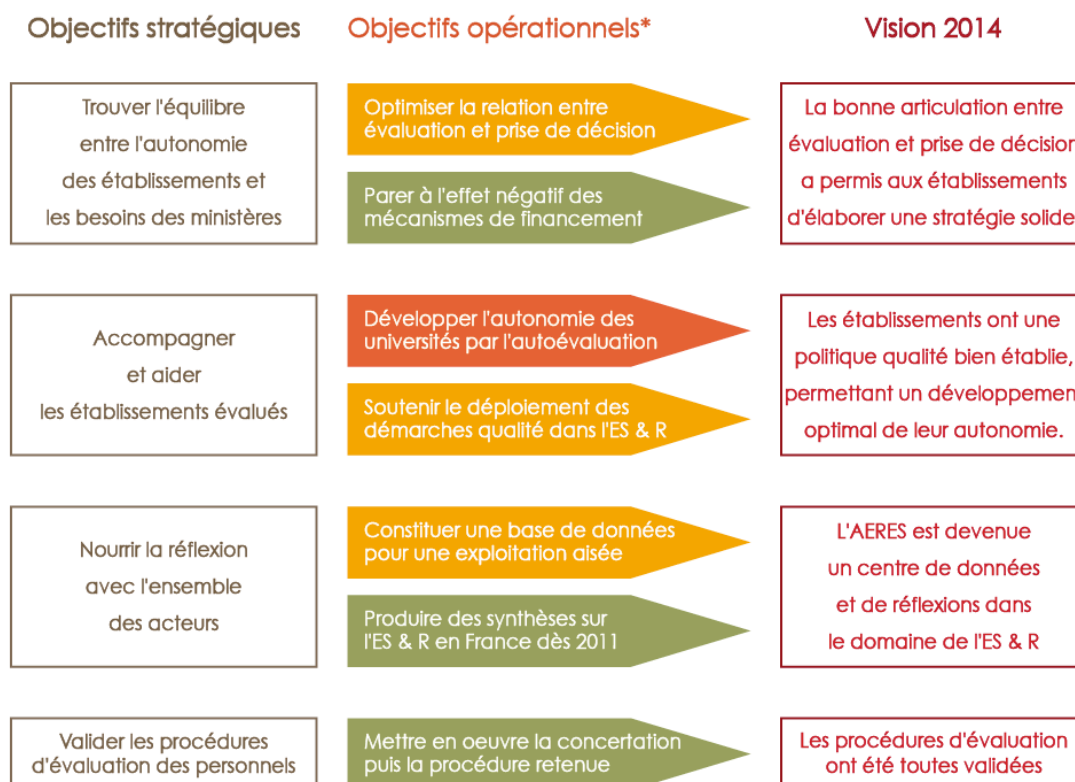 Objectifs stratégiques
Objectifs opérationnels*
Vision 2014
Trouver l'équilibre
entre l'autonomie
des établissements et
les besoins des ministères
Optimiser la relation entre
évaluation et prise de décision
Parer à l'effet négatif des
mécanismes de financement
La bonne articulation entre
évaluation et prise de décision
a permis aux établissements
d'élaborer une stratégie solide
Accompagner
et aider
les établissements évalués
Développer l'autonomie des
universités par l'autoévaluation
Soutenir le déploiement des
démarches qualité dans l'ES & R
Les établissements ont une
politique qualité bien établie,
permettant un développement
optimal de leur autonomie.
Nourrir la réflexion
avec l'ensemble
des acteurs
Constituer une base de données
pour une exploitation aisée
Produire des synthèses sur
l'ES & R en France dès 2011
L'AERES est devenue
un centre de données
et de réflexions dans
le domaine de l'ES & R
Valider les procédures
d'évaluation des personnels
Mettre en oeuvre la concertation
puis la procédure retenue
Les procédures d'évaluation
ont été toutes validées